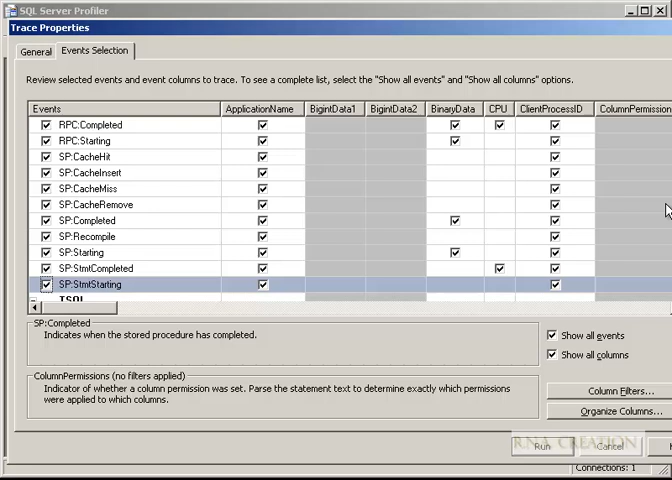 SQL Server Profiler
Trace Properties
General Events Selection
Review selected events and event columns to trace. To see a complete list, select the "Show all events" and "Show all columns" options.
Events ApplicationName BigintData1 BigintData2 BinaryData CPU ClientProcessID ColumnPermission
RPC:Completed
RPC:Starting
SP:CacheHit
SP:CacheInsert
SP:CacheMiss
SP:CacheRemove
SP:Completed
SP:Recompile
SP:Starting
SP:StmtCompleted
SP:StmtStarting
TSQL
SP:Completed
Indicates when the stored procedure has completed.
Show all events
Show all columns
ColumnPermissions (no filters applied)
Indicator of whether a column permission was set. Parse the statement text to determine exactly which permissions
were applied to which columns.
Column Filters...
Organize Columns...
R.N.A. CREATION
Run Cancel
Connections: 1